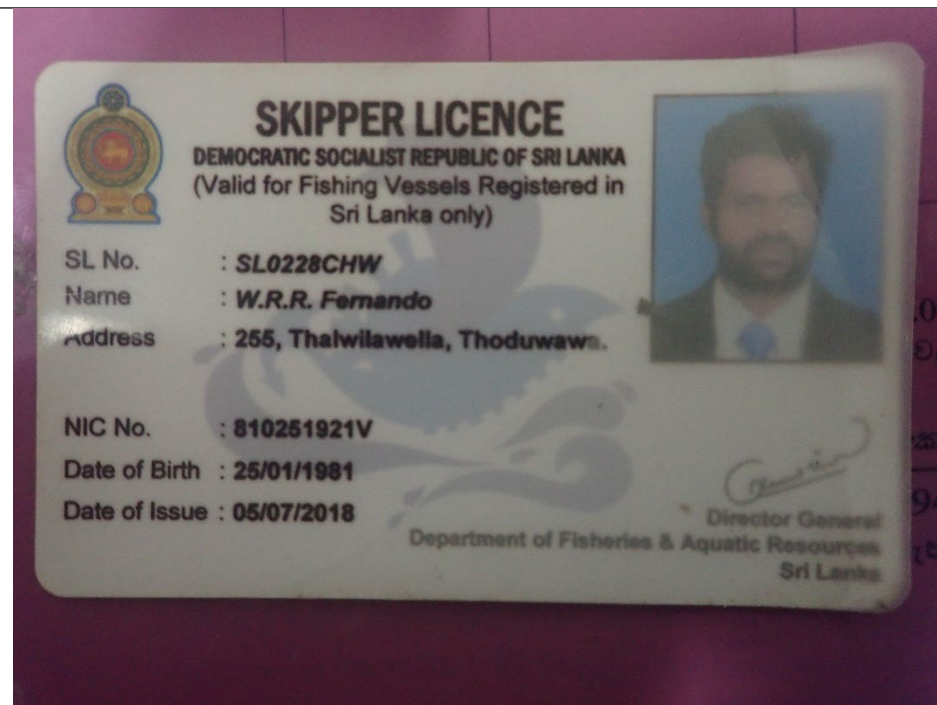 SKIPPER LICENCE
DEMOCRATIC SOCIALIST REPUBLIC OF SRI LANKA
(Valid for Fishing Vessels Registered in
Sri Lanka only)
SL No. : SL0228CHW
Name : W.R.R. Fernando
Address : 255, Thalwilawella, Thoduwawa.
NIC No. : 810251921V
Date of Birth : 25/01/1981
Date of Issue : 05/07/2018
Director General
Department of Fisheries & Aquatic Resources
Sri Lanka